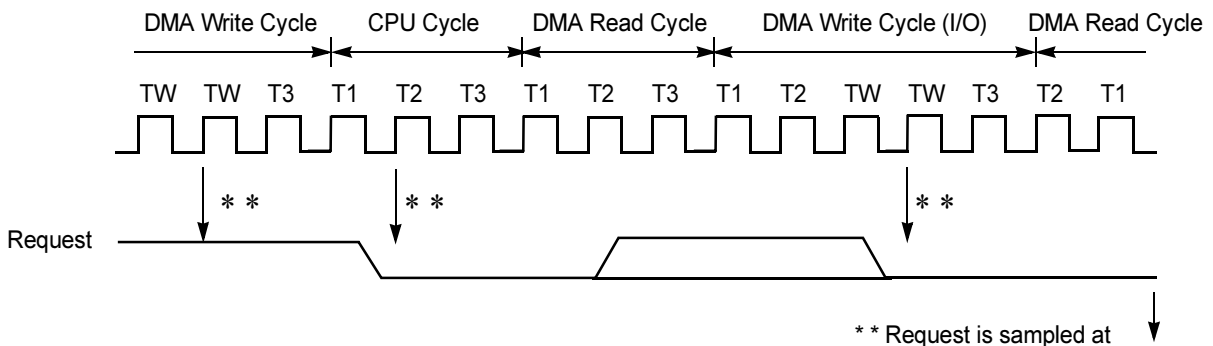 DMA Write Cycle CPU Cycle DMA Read Cycle DMA Write Cycle (I/O) DMA Read Cycle
TW TW T3 T1 T2 T3 T1 T2 T3 T1 T2 TW TW T3 T2 T1
* * * * * *
Request
* * Request is sampled at